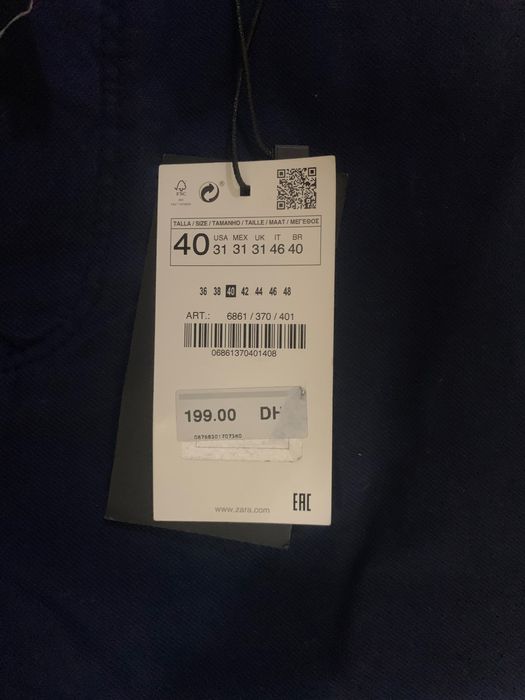 FSC
TALLA / SIZE / TAMANHO / TAILLE / MAAT / ΜΕΓΕΘΟΣ
40 USA 31 MEX 31 UK 31 IT 46 BR 40
36 38 40 42 44 46 48
ART.: 6861 / 370 / 401
06861370401408
199.00 DH
www.zara.com
EAC